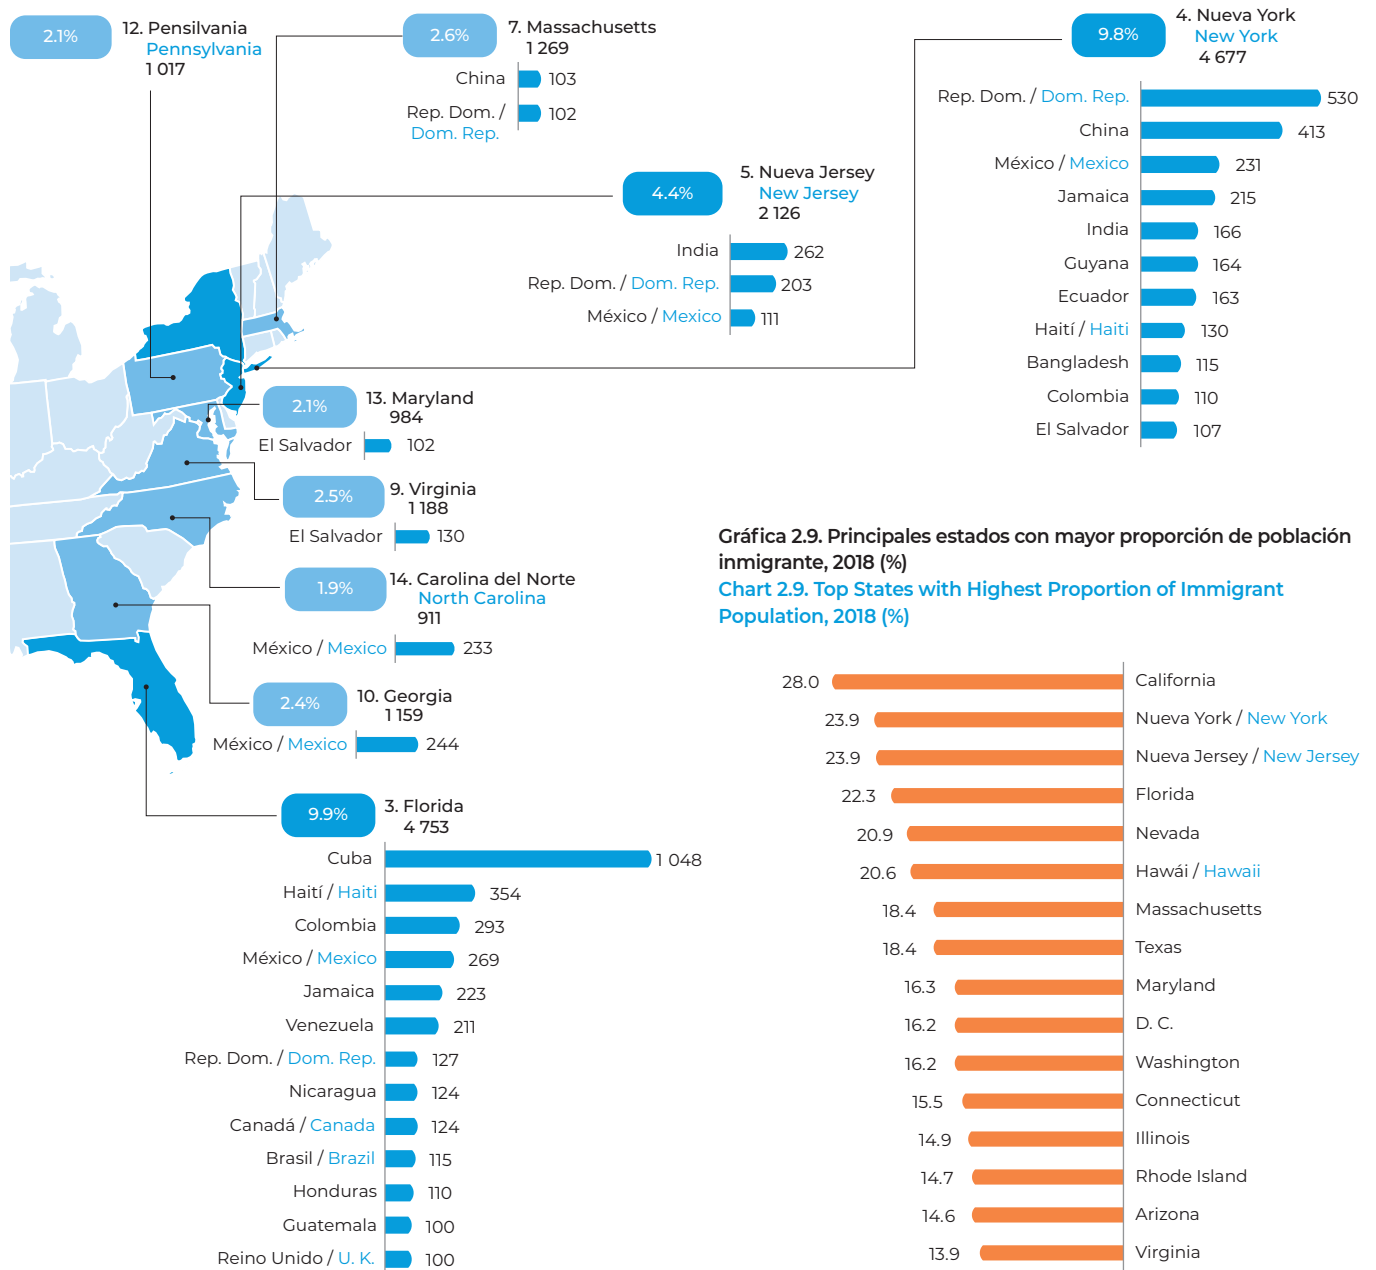 2.1%
12. Pensilvania
Pennsylvania
1 017
2.6%
7. Massachusetts
1 269
China 103
Rep. Dom. /
Dom. Rep.
102
9.8%
4. Nueva York
New York
4 677
Rep. Dom. / Dom. Rep. 530
China 413
México / Mexico 231
Jamaica 215
India 166
Guyana 164
Ecuador 163
Haití / Haiti 130
Bangladesh 115
Colombia 110
El Salvador 107
4.4%
5. Nueva Jersey
New Jersey
2 126
India 262
Rep. Dom. / Dom. Rep. 203
México / Mexico 111
2.1%
13. Maryland
984
El Salvador 102
2.5%
9. Virginia
1 188
El Salvador 130
1.9%
14. Carolina del Norte
North Carolina
911
México / Mexico 233
2.4%
10. Georgia
1 159
México / Mexico 244
9.9%
3. Florida
4 753
Cuba 1 048
Haití / Haiti 354
Colombia 293
México / Mexico 269
Jamaica 223
Venezuela 211
Rep. Dom. / Dom. Rep. 127
Nicaragua 124
Canadá / Canada 124
Brasil / Brazil 115
Honduras 110
Guatemala 100
Reino Unido / U. K. 100
Gráfica 2.9. Principales estados con mayor proporción de población
inmigrante, 2018 (%)
Chart 2.9. Top States with Highest Proportion of Immigrant
Population, 2018 (%)
28.0 California
23.9 Nueva York / New York
23.9 Nueva Jersey / New Jersey
22.3 Florida
20.9 Nevada
20.6 Hawái / Hawaii
18.4 Massachusetts
18.4 Texas
16.3 Maryland
16.2 D. C.
16.2 Washington
15.5 Connecticut
14.9 Illinois
14.7 Rhode Island
14.6 Arizona
13.9 Virginia